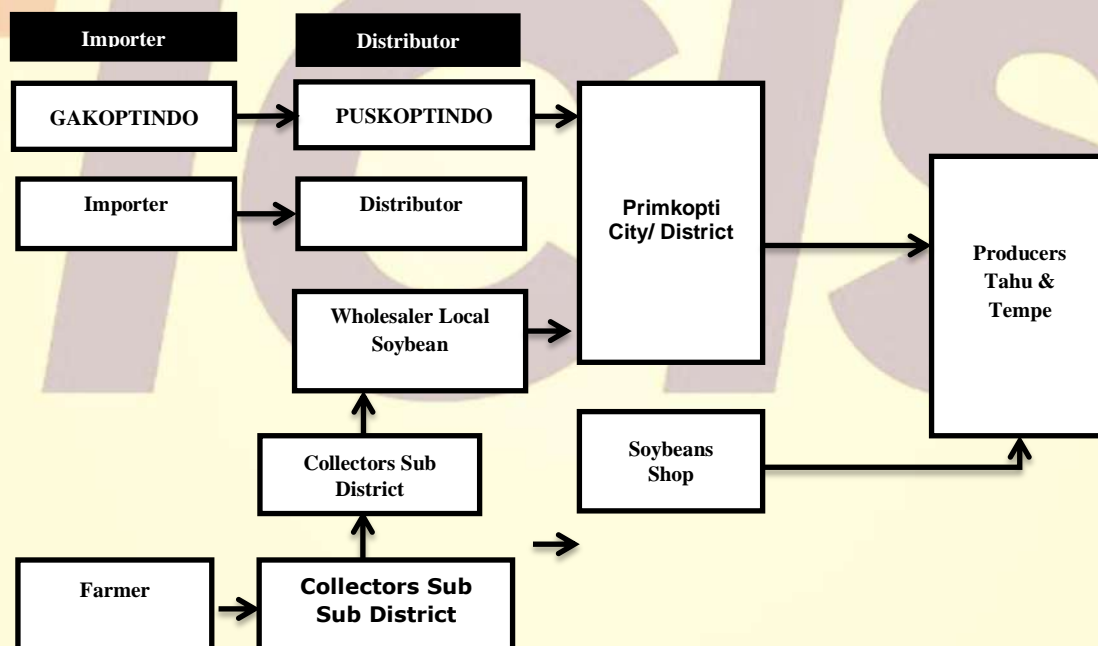 Importer
Distributor
GAKOPTINDO
PUSKOPTINDO
Importer
Distributor
Primkopti
City/ District
Producers
Tahu &
Tempe
Wholesaler Local
Soybean
Collectors Sub
District
Soybeans
Shop
Farmer
Collectors Sub
Sub District